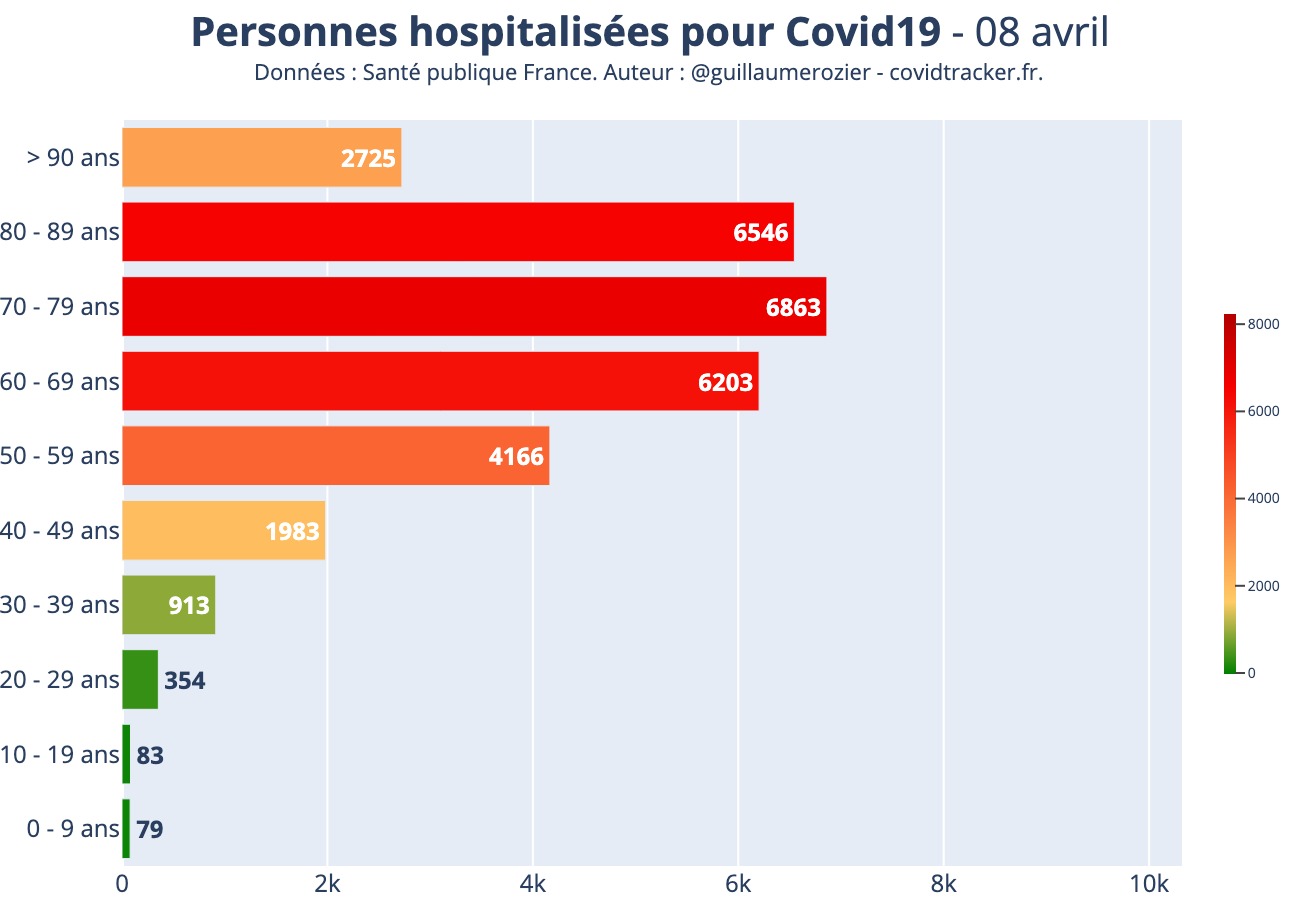 Personnes hospitalisées pour Covid19 - 08 avril
Données : Santé publique France. Auteur : @guillaumerozier - covidtracker.fr.
> 90 ans 2725
80 - 89 ans 6546
70 - 79 ans 6863
60 - 69 ans 6203
50 - 59 ans 4166
40 - 49 ans 1983
30 - 39 ans 913
20 - 29 ans 354
10 - 19 ans 83
0 - 9 ans 79
0 2k 4k 6k 8k 10k
8000
6000
4000
2000
0